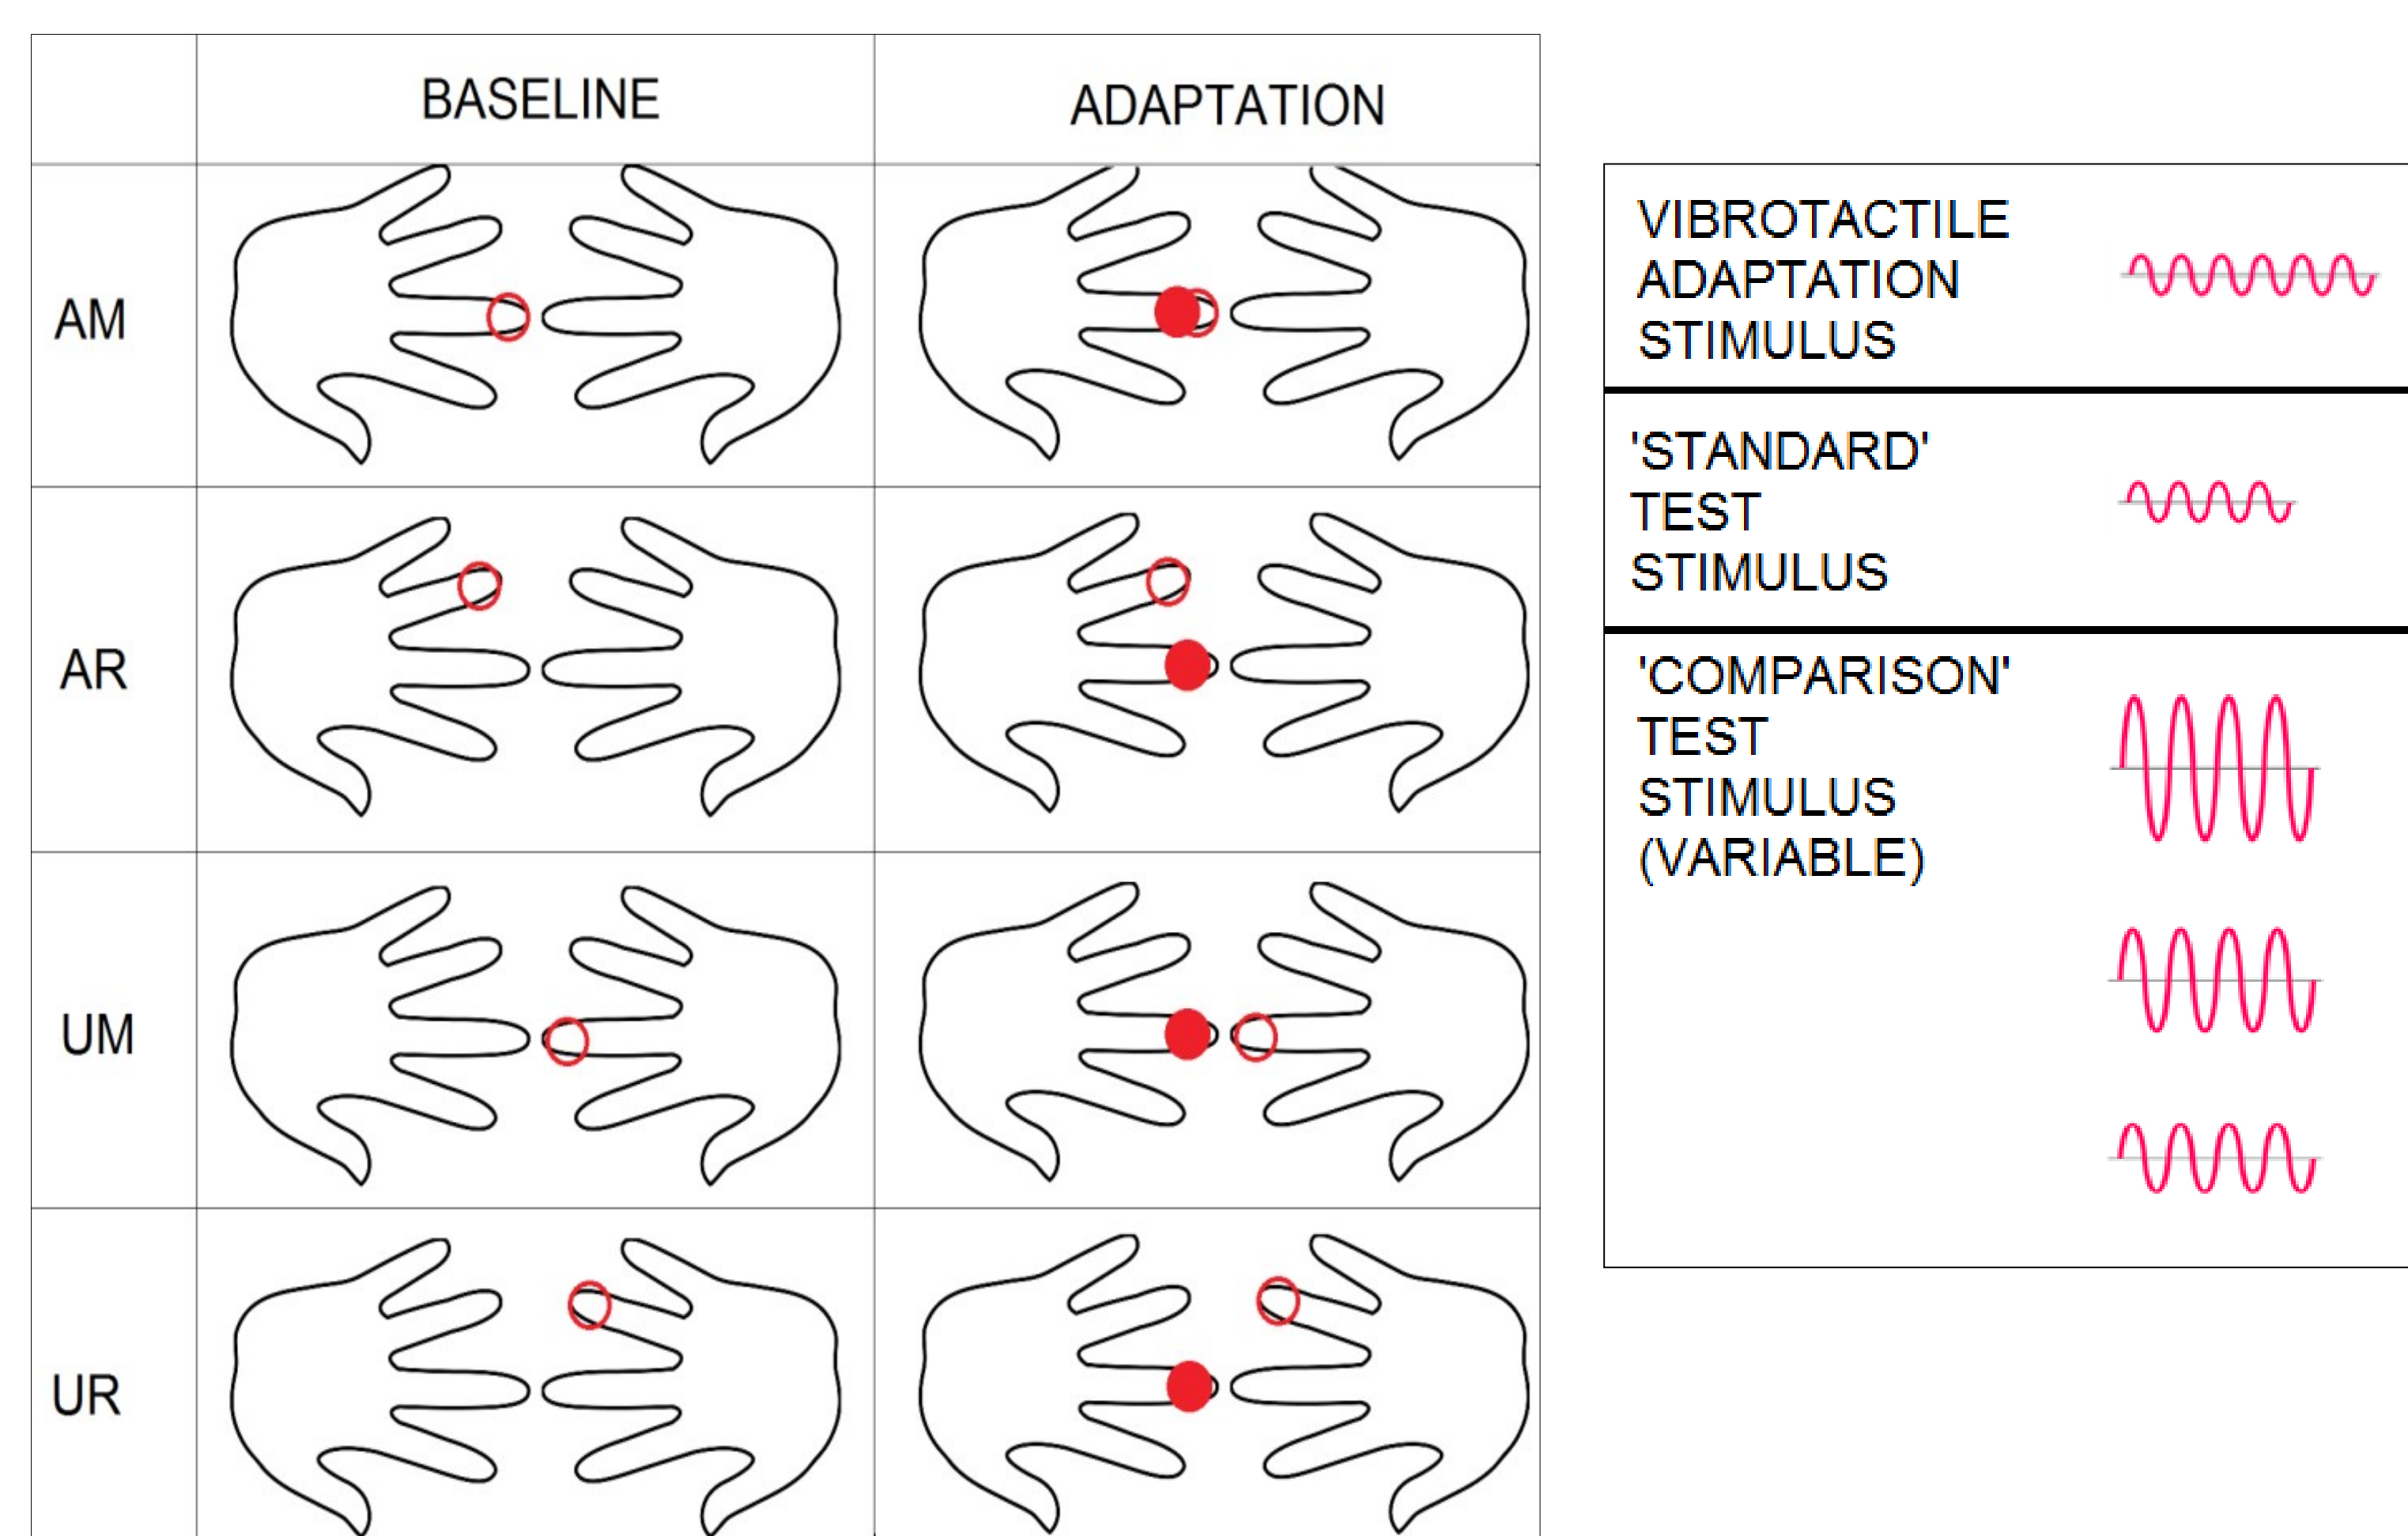 BASELINE
ADAPTATION
AM
AR
UM
UR
VIBROTACTILE
ADAPTATION
STIMULUS
'STANDARD'
TEST
STIMULUS
'COMPARISON'
TEST
STIMULUS
(VARIABLE)